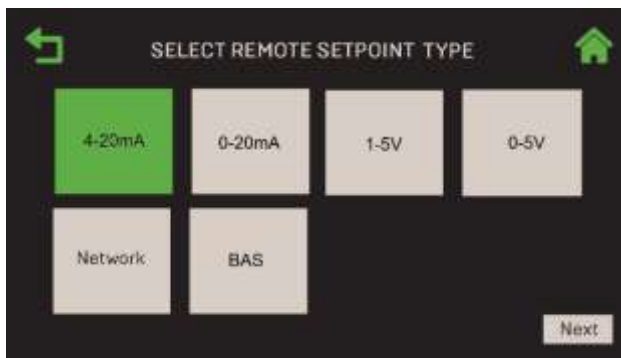 SELECT REMOTE SETPOINT TYPE
4-20mA 0-20mA 1-5V 0-5V
Network BAS
Next